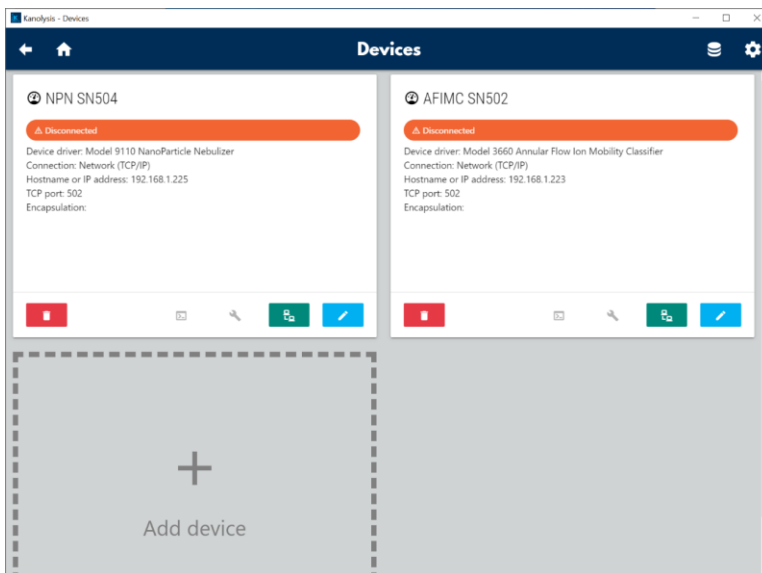 Kanolysis - Devices
Devices
NPN SN504
Disconnected
Device driver: Model 9110 NanoParticle Nebulizer
Connection: Network (TCP/IP)
Hostname or IP address: 192.168.1.225
TCP port: 502
Encapsulation:
AFIMC SN502
Disconnected
Device driver: Model 3660 Annular Flow Ion Mobility Classifier
Connection: Network (TCP/IP)
Hostname or IP address: 192.168.1.223
TCP port: 502
Encapsulation:
Add device